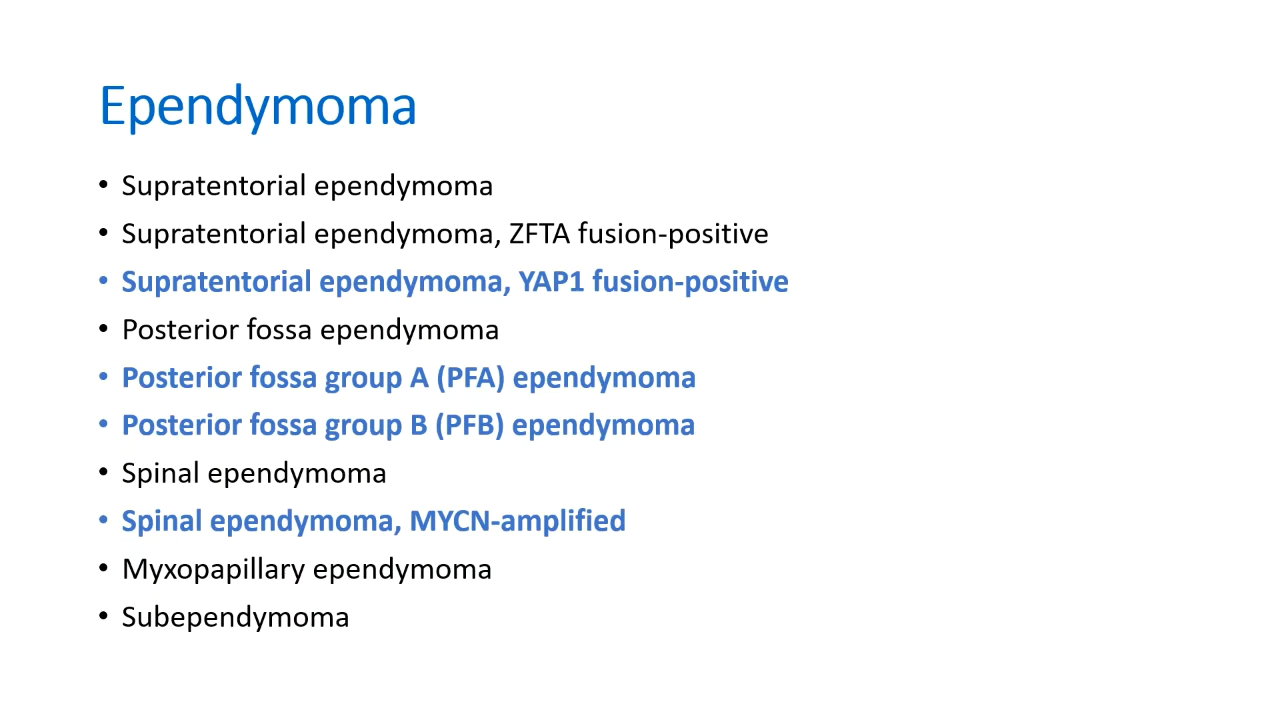 Ependymoma
• Supratentorial ependymoma
• Supratentorial ependymoma, ZFTA fusion-positive
• Supratentorial ependymoma, YAP1 fusion-positive
• Posterior fossa ependymoma
• Posterior fossa group A (PFA) ependymoma
• Posterior fossa group B (PFB) ependymoma
• Spinal ependymoma
• Spinal ependymoma, MYCN-amplified
• Myxopapillary ependymoma
• Subependymoma